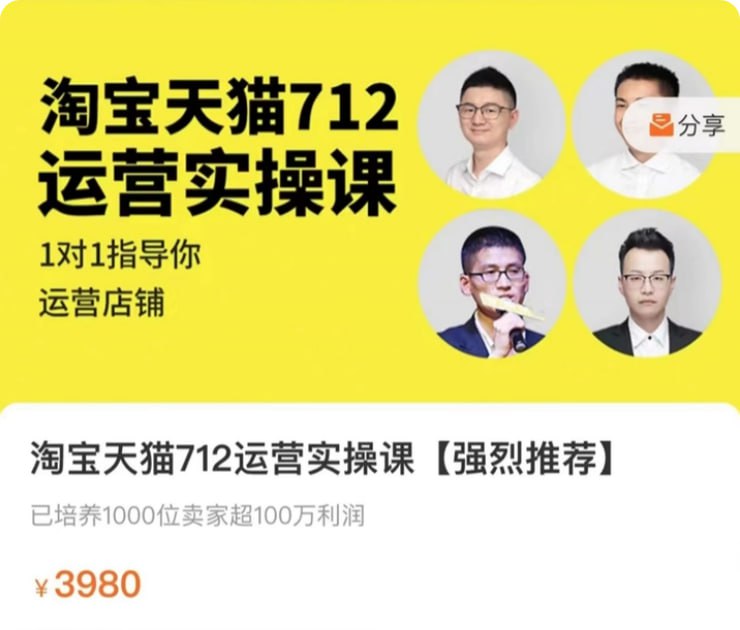 淘宝天猫712
运营实操课
1对1指导你
运营店铺
分享
淘宝天猫712运营实操课【强烈推荐】
已培养1000位卖家超100万利润
¥3980